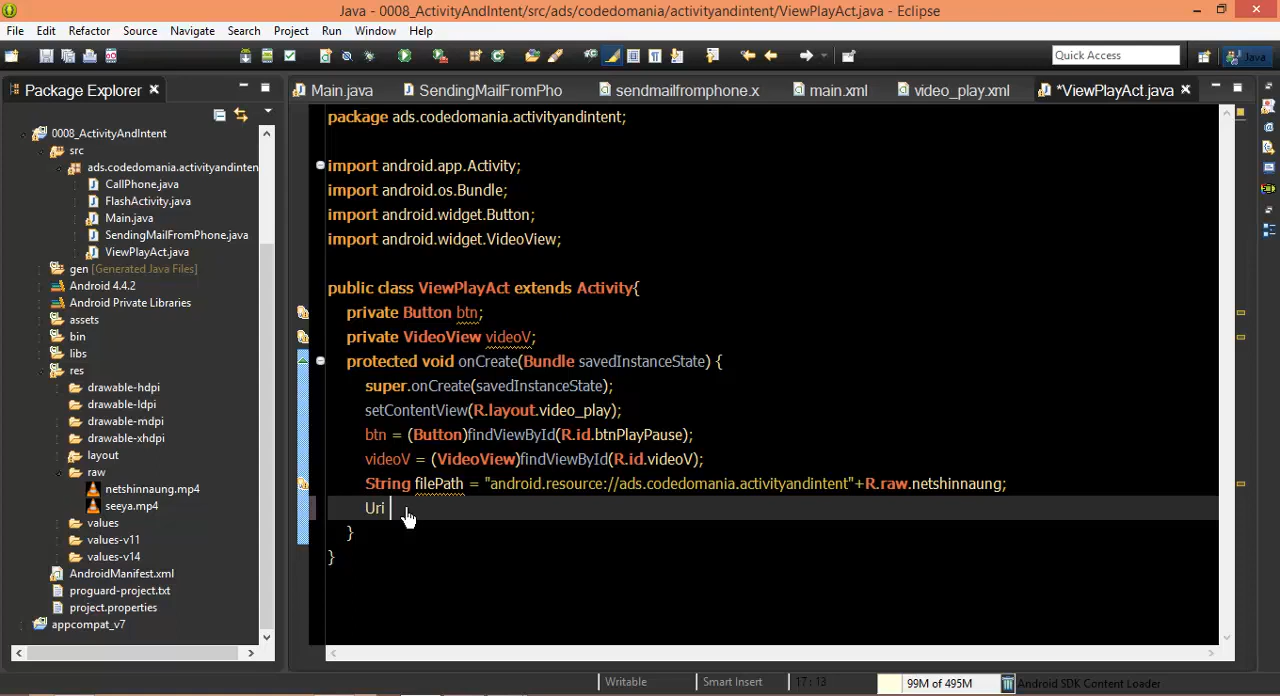 Java - 0008_ActivityAndIntent/src/ads/codedomania/activityandintent/ViewPlayAct.java - Eclipse
File Edit Refactor Source Navigate Search Project Run Window Help
Quick Access
Java
Package Explorer
Main.java
SendingMailFromPho
sendmailfromphone.x
main.xml
video_play.xml
*ViewPlayAct.java
0008_ActivityAndIntent
src
ads.codedomania.activityandinten
CallPhone.java
FlashActivity.java
Main.java
SendingMailFromPhone.java
ViewPlayAct.java
gen [Generated Java Files]
Android 4.4.2
Android Private Libraries
assets
bin
libs
res
drawable-hdpi
drawable-ldpi
drawable-mdpi
drawable-xhdpi
layout
raw
netshinnaung.mp4
seeya.mp4
values
values-v11
values-v14
AndroidManifest.xml
proguard-project.txt
project.properties
appcompat_v7
package ads.codedomania.activityandintent;
import android.app.Activity;
import android.os.Bundle;
import android.widget.Button;
import android.widget.VideoView;
public class ViewPlayAct extends Activity{
private Button btn;
private VideoView videoV;
protected void onCreate(Bundle savedInstanceState) {
super.onCreate(savedInstanceState);
setContentView(R.layout.video_play);
btn = (Button)findViewById(R.id.btnPlayPause);
videoV = (VideoView)findViewById(R.id.videoV);
String filePath = "android.resource://ads.codedomania.activityandintent"+R.raw.netshinnaung;
Uri
}
}
Writable
Smart Insert
17 : 13
99M of 495M
Android SDK Content Loader